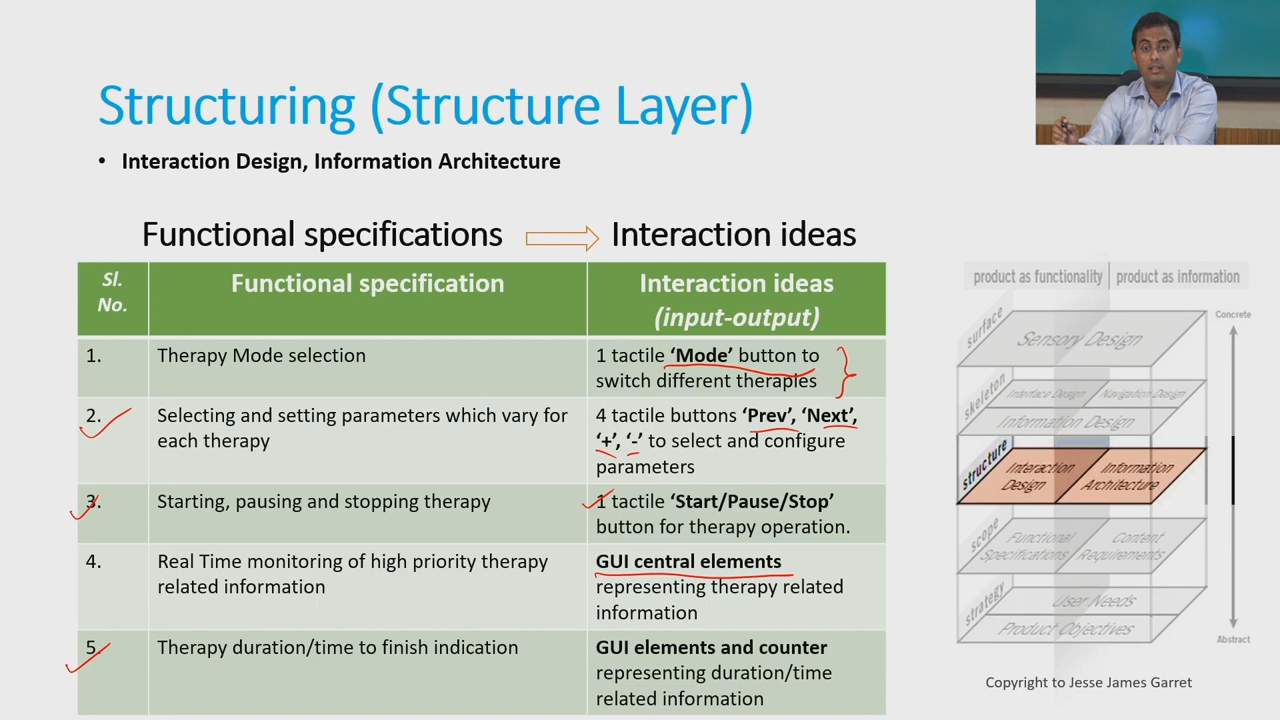 Structuring (Structure Layer)
• Interaction Design, Information Architecture
Functional specifications
Interaction ideas
Sl. No.
Functional specification
Interaction ideas
(input-output)
1.
Therapy Mode selection
1 tactile ‘Mode’ button to
switch different therapies
2.
Selecting and setting parameters which vary for
each therapy
4 tactile buttons ‘Prev’, ‘Next’,
‘+’, ‘-’ to select and configure
parameters
3.
Starting, pausing and stopping therapy
1 tactile ‘Start/Pause/Stop’
button for therapy operation.
4.
Real Time monitoring of high priority therapy
related information
GUI central elements
representing therapy related
information
5.
Therapy duration/time to finish indication
GUI elements and counter
representing duration/time
related information
product as functionality
product as information
Concrete
surface
Sensory Design
skeleton
Interface Design
Navigation Design
Information Design
structure
Interaction
Design
Information
Architecture
scope
Functional
Specifications
Content
Requirements
strategy
User Needs
Product Objectives
Abstract
Copyright to Jesse James Garret